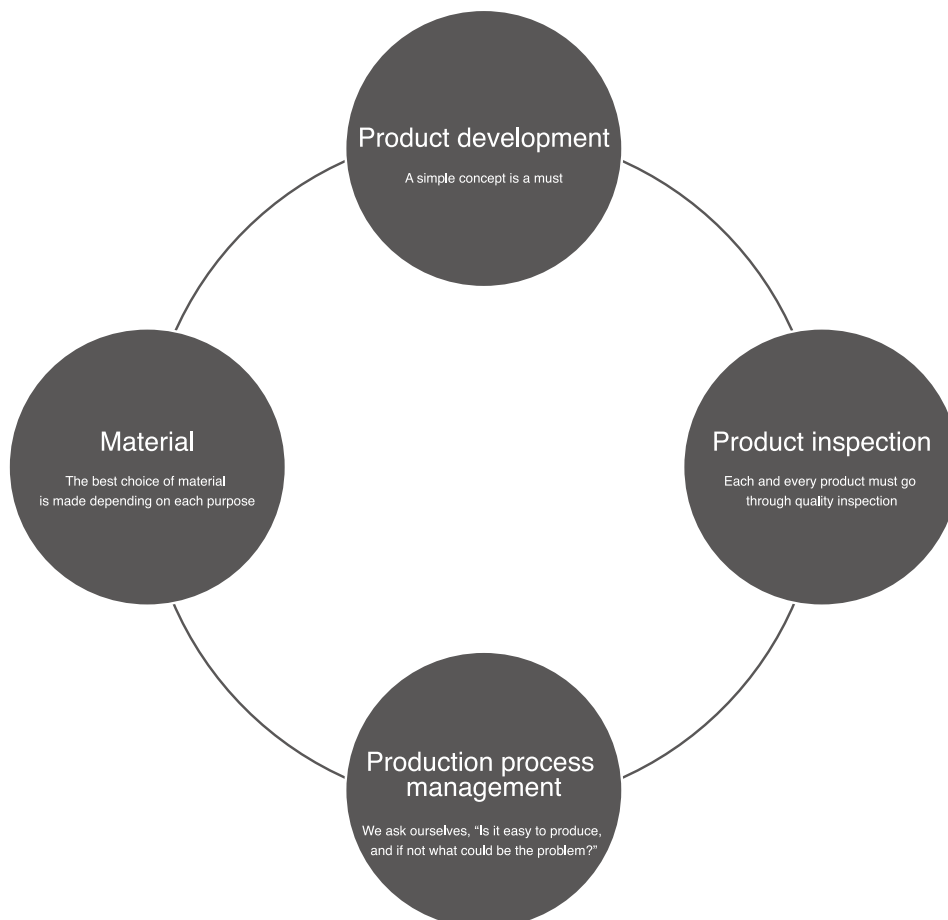 Product development
A simple concept is a must
Material
The best choice of material
is made depending on each purpose
Product inspection
Each and every product must go
through quality inspection
Production process
management
We ask ourselves, “Is it easy to produce,
and if not what could be the problem?”